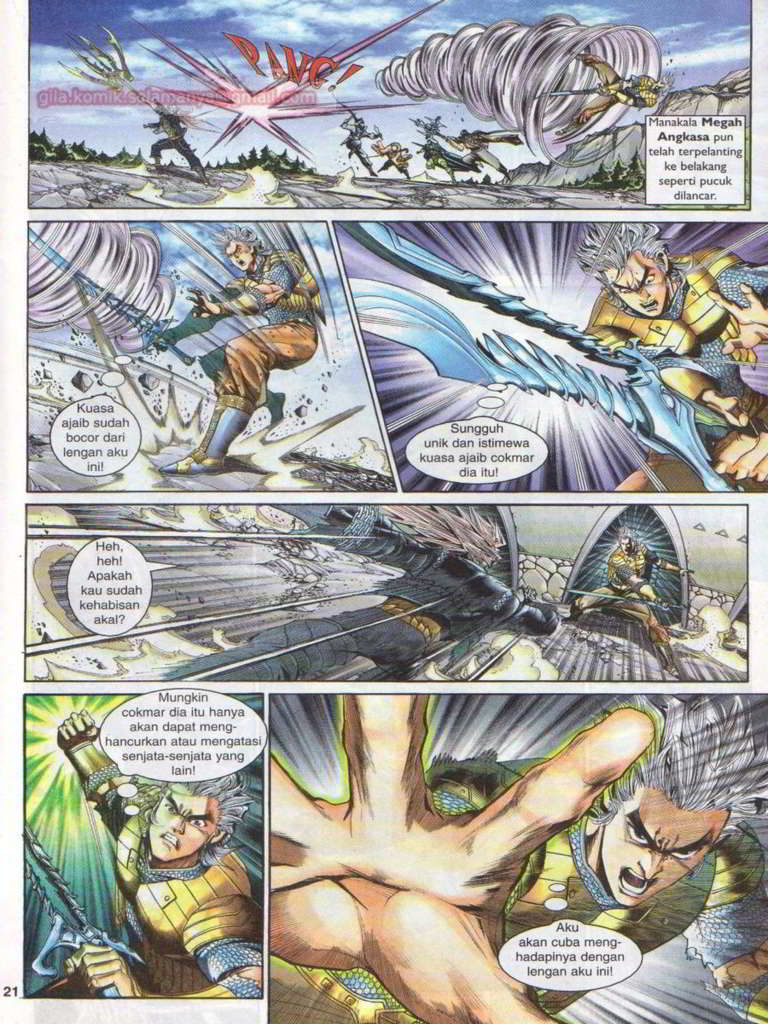 PANG!
gila.komik.selamanya@gmail.com
Manakala Megah
Angkasa pun
telah terpelanting
ke belakang
seperti pucuk
dilancar.
Kuasa
ajaib sudah
bocor dari
lengan aku
ini!
Sungguh
unik dan istimewa
kuasa ajaib cokmar
dia itu!
Heh,
heh!
Apakah
kau sudah
kehabisan
akal?
Mungkin
cokmar dia itu hanya
akan dapat meng-
hancurkan atau mengatasi
senjata-senjata yang
lain!
Aku
akan cuba meng-
hadapinya dengan
lengan aku ini!
21